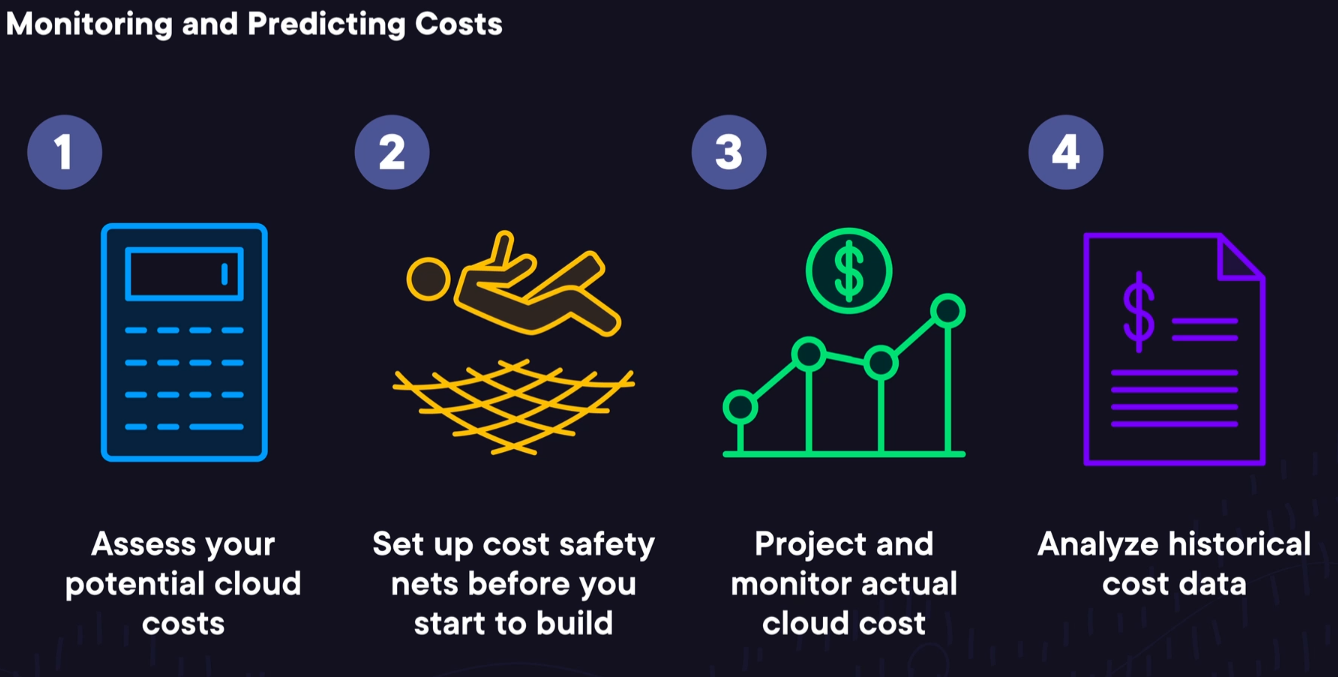 Monitoring and Predicting Costs
1
2
3
4
$
$
Assess your
potential cloud
costs
Set up cost safety
nets before you
start to build
Project and
monitor actual
cloud cost
Analyze historical
cost data